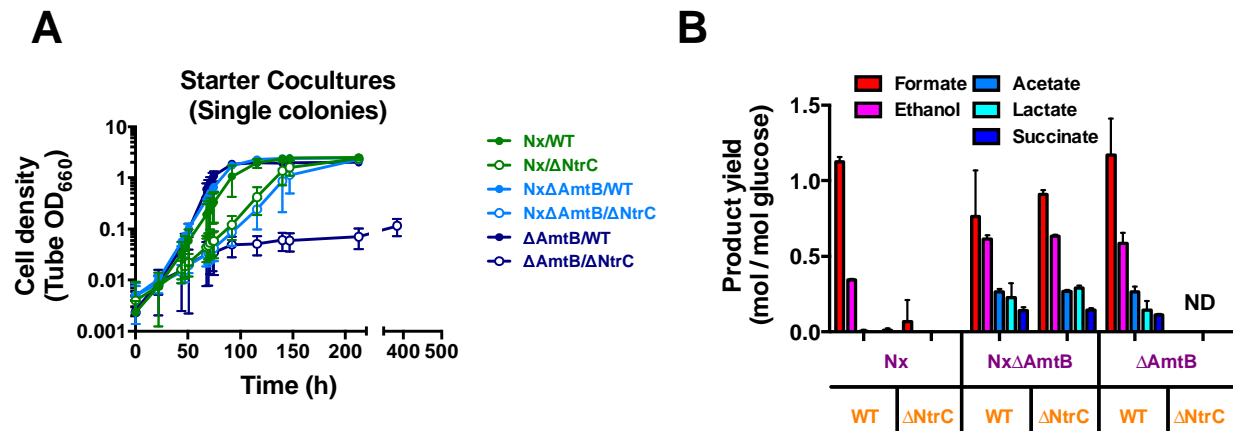 A
Starter Cocultures
(Single colonies)
Cell density
(Tube OD660)
10
1
0.1
0.01
0.001
0
50
100
150
200
400
500
Time (h)
Nx/WT
Nx/ΔNtrC
NxΔAmtB/WT
NxΔAmtB/ΔNtrC
ΔAmtB/WT
ΔAmtB/ΔNtrC
B
Formate
Ethanol
Acetate
Lactate
Succinate
Product yield
(mol / mol glucose)
1.5
1.0
0.5
0.0
ND
Nx
NxΔAmtB
ΔAmtB
WT
ΔNtrC
WT
ΔNtrC
WT
ΔNtrC